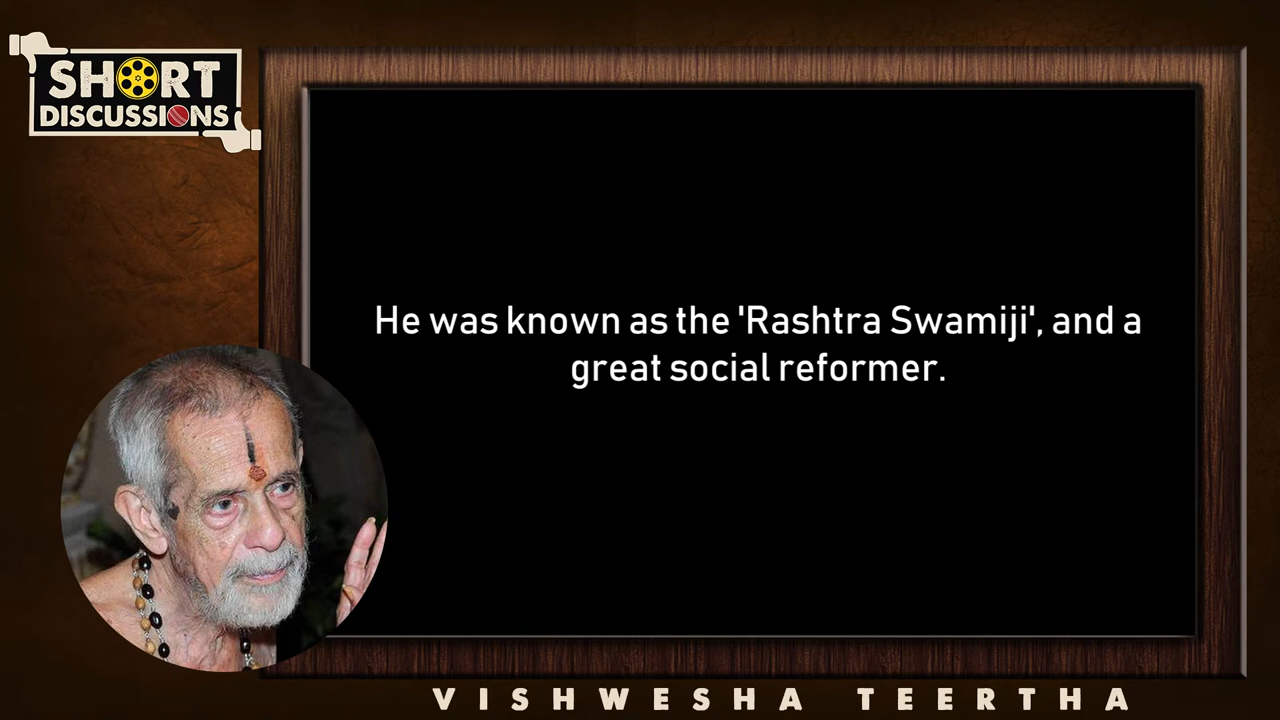 SHORT
DISCUSSIONS
He was known as the 'Rashtra Swamiji', and a
great social reformer.
VISHWESHA TEERTHA